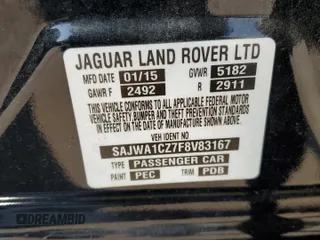 JAGUAR LAND ROVER LTD
MFD DATE 01/15 GVWR 5182
GAWR F 2492 R 2911
THIS VEHICLE CONFORMS TO ALL APPLICABLE FEDERAL MOTOR
VEHICLE SAFETY, BUMPER AND THEFT PREVENTION STANDARDS
IN EFFECT ON THE DATE OF MANUFACTURE SHOWN ABOVE.
VEH IDENT NO
SAJWA1CZ7F8V83167
TYPE PASSENGER CAR
PAINT PEC TRIM PDB
DREAMBID